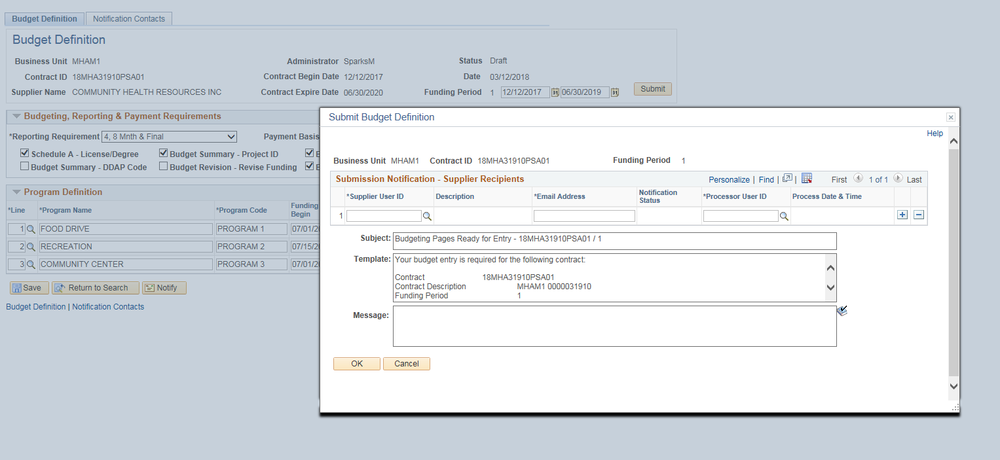 Budget Definition Notification Contacts
Budget Definition
Business Unit MHAM1 Administrator SparksM Status Draft
Contract ID 18MHA31910PSA01 Contract Begin Date 12/12/2017 Date 03/12/2018
Supplier Name COMMUNITY HEALTH RESOURCES INC Contract Expire Date 06/30/2020 Funding Period 1 12/12/2017 06/30/2019 Submit
Budgeting, Reporting & Payment Requirements
*Reporting Requirement 4, 8 Mnth & Final Payment Basis
Schedule A - License/Degree Budget Summary - Project ID
Budget Summary - DDAP Code Budget Revision - Revise Funding
Program Definition
*Line *Program Name *Program Code Funding Begin
1 FOOD DRIVE PROGRAM 1 07/01/2
2 RECREATION PROGRAM 2 07/15/2
3 COMMUNITY CENTER PROGRAM 3 07/01/2
Save Return to Search Notify
Budget Definition | Notification Contacts
Submit Budget Definition
Help
Business Unit MHAM1 Contract ID 18MHA31910PSA01 Funding Period 1
Submission Notification - Supplier Recipients Personalize | Find | | First 1 of 1 Last
*Supplier User ID Description *Email Address Notification Status *Processor User ID Process Date & Time
1
Subject: Budgeting Pages Ready for Entry - 18MHA31910PSA01 / 1
Template: Your budget entry is required for the following contract:
Contract 18MHA31910PSA01
Contract Description MHAM1 0000031910
Funding Period 1
Message:
OK Cancel